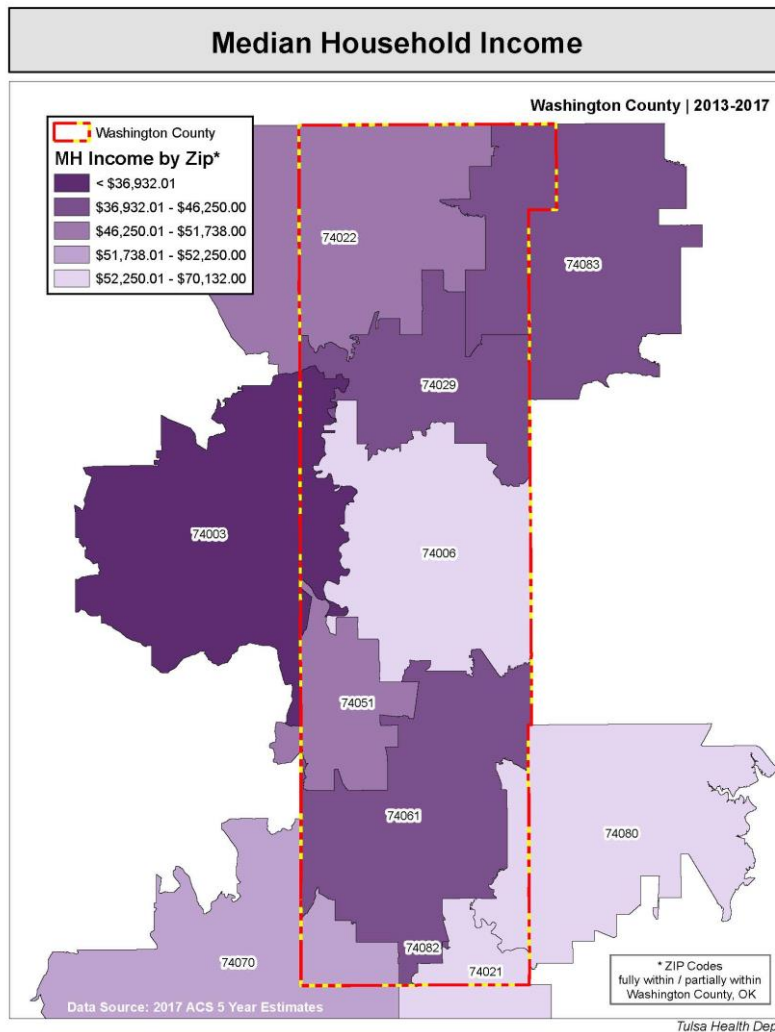 Median Household Income
Washington County | 2013-2017
Washington County
MH Income by Zip*
< $36,932.01
$36,932.01 - $46,250.00
$46,250.01 - $51,738.00
$51,738.01 - $52,250.00
$52,250.01 - $70,132.00
74022
74083
74029
74003
74006
74051
74061
74080
74082
74070
74021
* ZIP Codes
fully within / partially within
Washington County, OK
Data Source: 2017 ACS 5 Year Estimates
Tulsa Health Dep